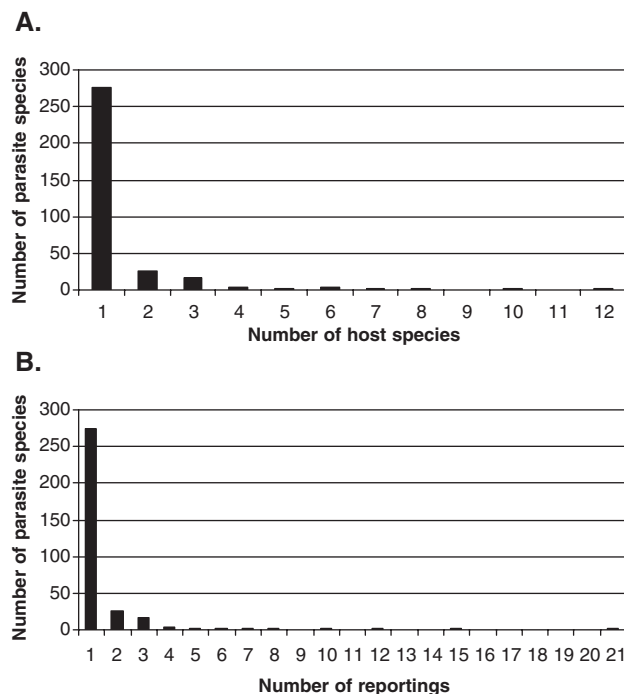 A.
Number of parasite species
300
250
200
150
100
50
0
1 2 3 4 5 6 7 8 9 10 11 12
Number of host species
B.
Number of parasite species
300
250
200
150
100
50
0
1 2 3 4 5 6 7 8 9 10 11 12 13 14 15 16 17 18 19 20 21
Number of reportings